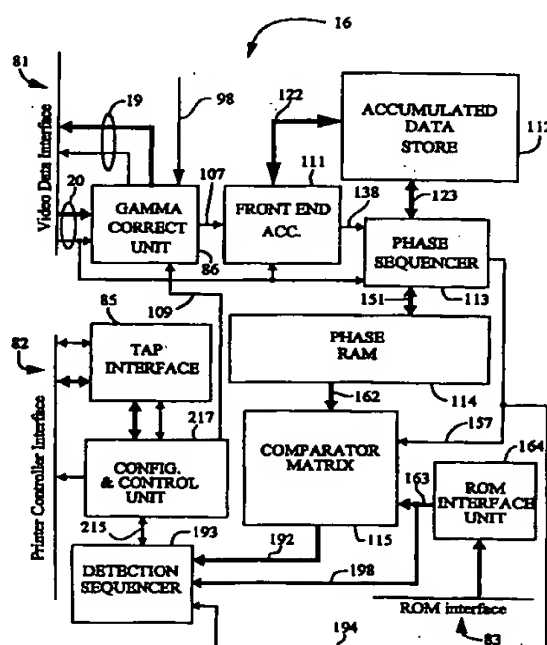 16
81
19
98
122
ACCUMULATED
DATA
STORE
112
Video Data Interface
20
107
111
138
123
GAMMA
CORRECT
UNIT
86
FRONT END
ACC.
PHASE
SEQUENCER
113
109
151
85
TAP
INTERFACE
PHASE
RAM
114
82
Printer Controller Interface
217
162
157
CONFIG.
& CONTROL
UNIT
COMPARATOR
MATRIX
115
164
163
ROM
INTERFACE
UNIT
215
193
192
DETECTION
SEQUENCER
198
ROM interface
194
83